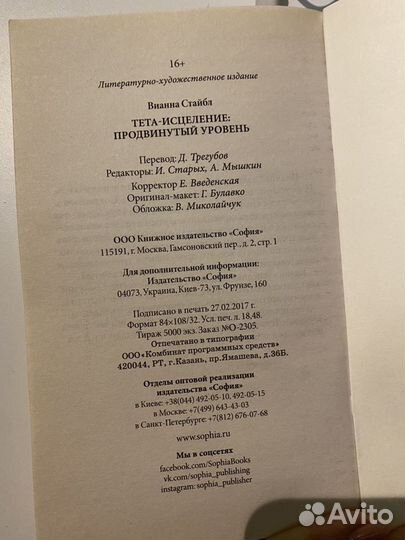 16+
Литературно-художественное издание
Вианна Стайбл
ТЕТА-ИСЦЕЛЕНИЕ:
ПРОДВИНУТЫЙ УРОВЕНЬ
Перевод: Д. Трегубов
Редакторы: И. Старых, А. Мышкин
Корректор Е. Введенская
Оригинал-макет: Г. Булавко
Обложка: В. Миколайчук
ООО Книжное издательство «София»
115191, г. Москва, Гамсоновский пер., д. 2, стр. 1
Для дополнительной информации:
Издательство «София»
04073, Украина, Киев-73, ул. Фрунзе, 160
Подписано в печать 27.02.2017 г.
Формат 84×108/32. Усл. печ. л. 18,48.
Тираж 5000 экз. Заказ №О-2305.
Отпечатано в типографии
ООО«Комбинат программных средств»
420044, РТ, г.Казань, пр.Ямашева, д.36Б.
Отделы оптовой реализации
издательства «София»
в Киеве: +38(044) 492-05-10, 492-05-15
в Москве: +7(499) 643-43-03
в Санкт-Петербурге: +7(812) 676-07-68
www.sophia.ru
Мы в соцсетях
facebook.com/SophiaBooks
vk.com/sophia_publishing
instagram: sophia_publisher
Avito